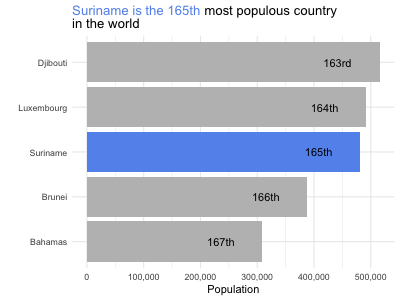 Suriname is the 165th most populous country
in the world
Djibouti
163rd
Luxembourg
164th
Suriname
165th
Brunei
166th
Bahamas
167th
0
100,000
200,000
300,000
400,000
500,000
Population